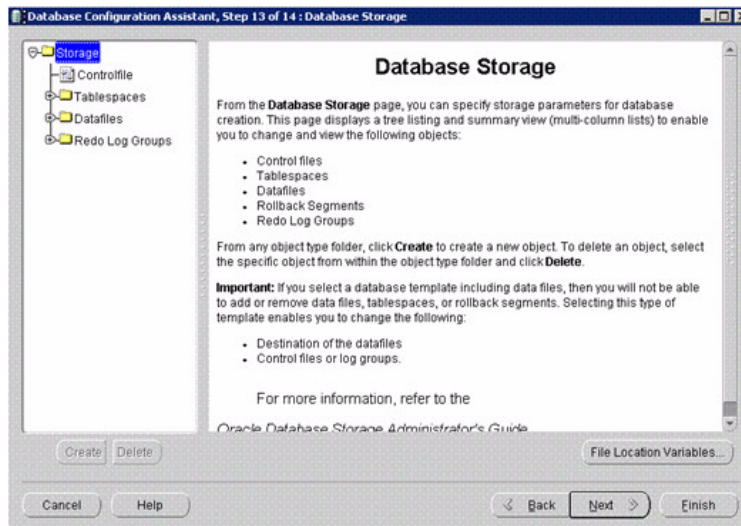 Database Configuration Assistant, Step 13 of 14 : Database Storage
Storage
Controlfile
Tablespaces
Datafiles
Redo Log Groups
Database Storage
From the Database Storage page, you can specify storage parameters for database
creation. This page displays a tree listing and summary view (multi-column lists) to enable
you to change and view the following objects:
• Control files
• Tablespaces
• Datafiles
• Rollback Segments
• Redo Log Groups
From any object type folder, click Create to create a new object. To delete an object, select
the specific object from within the object type folder and click Delete.
Important: If you select a database template including data files, then you will not be able
to add or remove data files, tablespaces, or rollback segments. Selecting this type of
template enables you to change the following:
• Destination of the datafiles
• Control files or log groups.
For more information, refer to the
Oracle Database Storage Administrator's Guide
Create Delete File Location Variables...
Cancel Help Back Next Finish